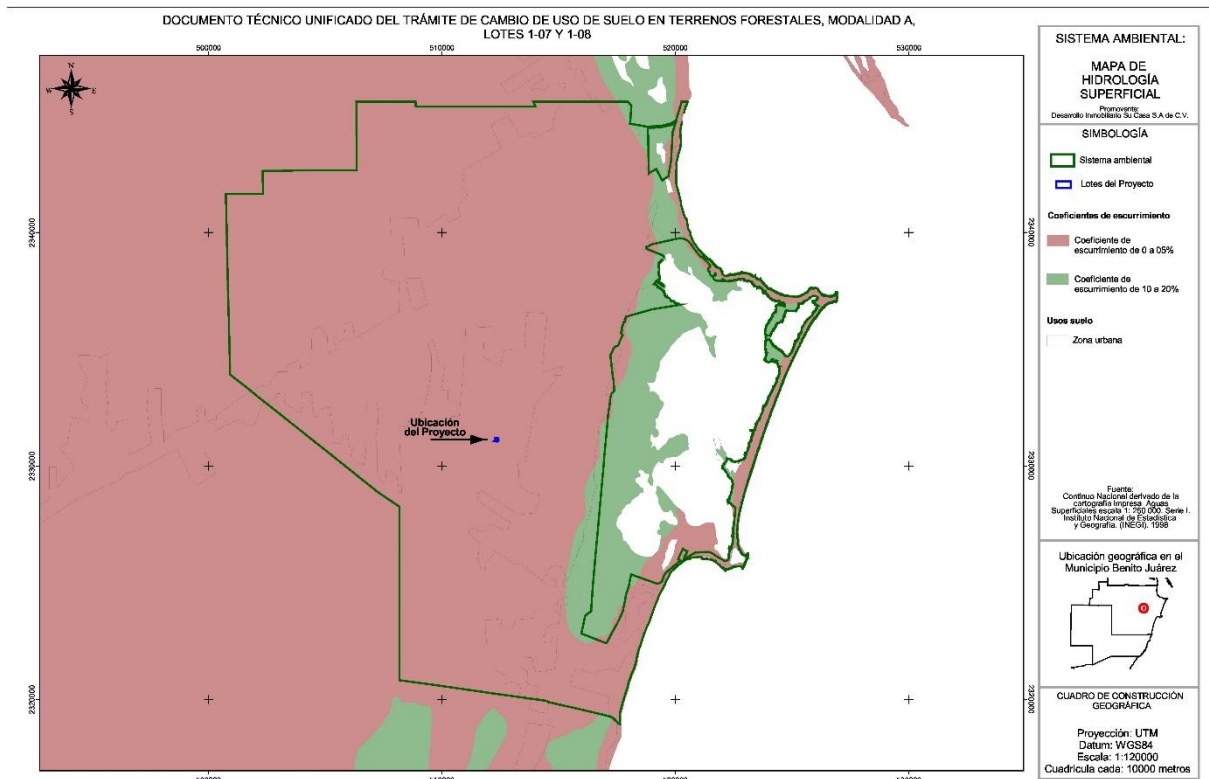 DOCUMENTO TÉCNICO UNIFICADO DEL TRÁMITE DE CAMBIO DE USO DE SUELO EN TERRENOS FORESTALES, MODALIDAD A,
LOTES 1-07 Y 1-08
500000
510000
520000
530000
N
W
E
S
2340000
2340000
Ubicación
del Proyecto
2330000
2330000
2320000
2320000
SISTEMA AMBIENTAL:
MAPA DE
HIDROLOGÍA
SUPERFICIAL
Promovente:
Desarrollo Inmobiliario Su Casa S.A de C.V.
SIMBOLOGÍA
Sistema ambiental
Lotes del Proyecto
Coeficientes de escurrimiento
Coeficiente de
escurrimiento de 0 a 05%
Coeficiente de
escurrimiento de 10 a 20%
Usos suelo
Zona urbana
Fuente:
Continuo Nacional derivado de la
cartografía impresa Aguas
Superficiales escala 1: 250 000. Serie I.
Instituto Nacional de Estadística
y Geografía. (INEGI). 1998
Ubicación geográfica en el
Municipio Benito Juárez
CUADRO DE CONSTRUCCIÓN
GEOGRÁFICA
Proyección: UTM
Datum: WGS84
Escala: 1:120000
Cuadricula cada: 10000 metros